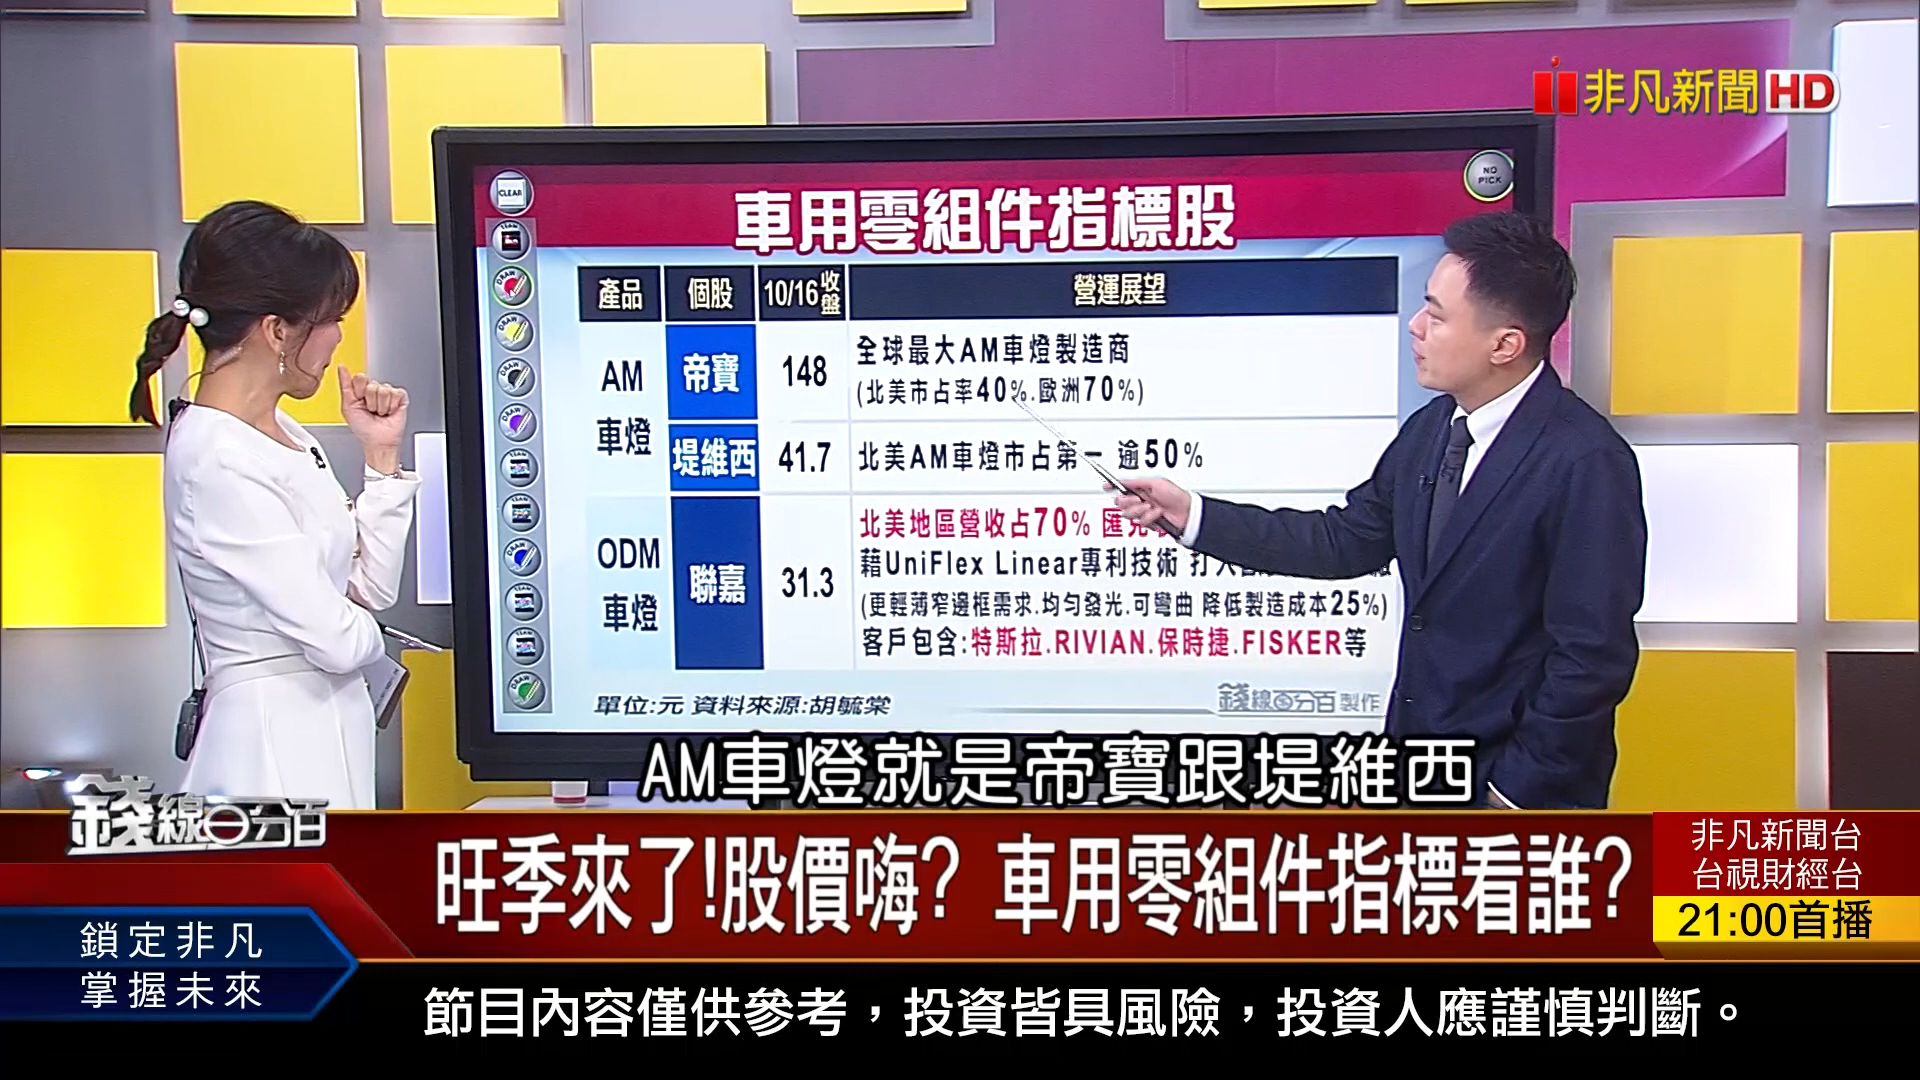 非凡新聞HD
CLEAR
NO PICK
車用零組件指標股
產品 個股 10/16收盤 營運展望
AM車燈
帝寶 148 全球最大AM車燈製造商
(北美市占率40%.歐洲70%)
堤維西 41.7 北美AM車燈市占第一 逾50%
ODM車燈
聯嘉 31.3
北美地區營收占70% 匯兌
藉UniFlex Linear專利技術 打入
(更輕薄窄邊框需求.均勻發光.可彎曲 降低製造成本25%)
客戶包含:特斯拉.RIVIAN.保時捷.FISKER等
單位:元 資料來源:胡毓棠
錢線百分百 製作
AM車燈就是帝寶跟堤維西
錢線百分百
旺季來了!股價嗨? 車用零組件指標看誰?
非凡新聞台
台視財經台
21:00首播
鎖定非凡
掌握未來
節目內容僅供參考，投資皆具風險，投資人應謹慎判斷。